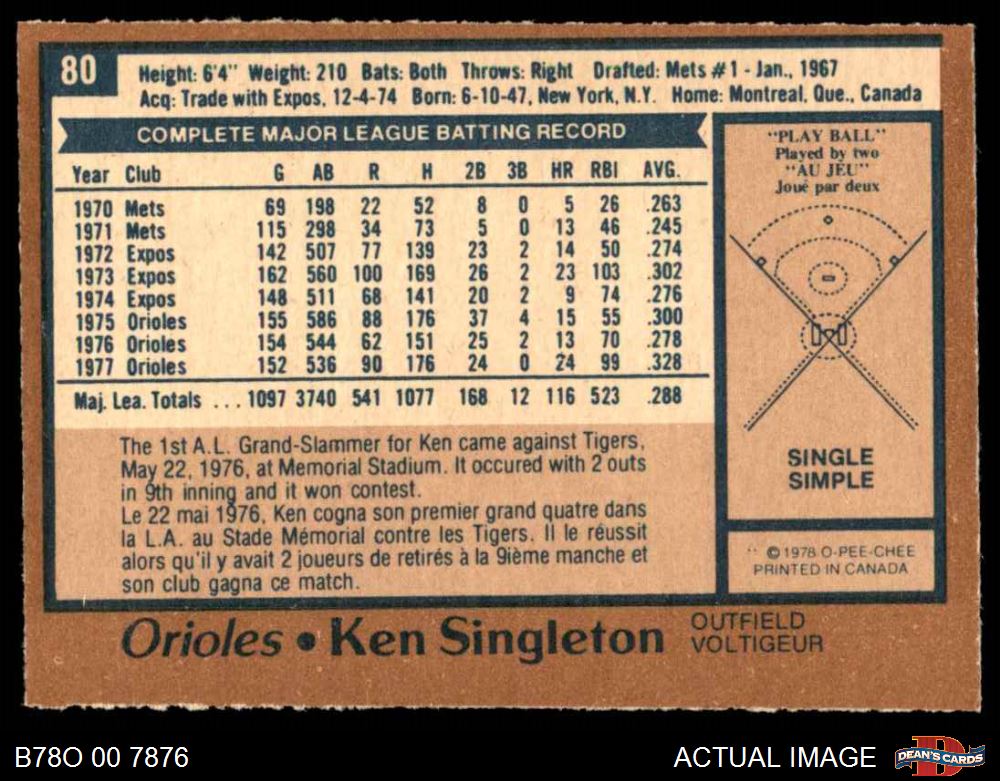 80
Height: 6'4" Weight: 210 Bats: Both Throws: Right Drafted: Mets #1 - Jan., 1967
Acq: Trade with Expos, 12-4-74 Born: 6-10-47, New York, N.Y. Home: Montreal, Que., Canada
COMPLETE MAJOR LEAGUE BATTING RECORD
Year Club G AB R H 2B 3B HR RBI AVG.
1970 Mets 69 198 22 52 8 0 5 26 .263
1971 Mets 115 298 34 73 5 0 13 46 .245
1972 Expos 142 507 77 139 23 2 14 50 .274
1973 Expos 162 560 100 169 26 2 23 103 .302
1974 Expos 148 511 68 141 20 2 9 74 .276
1975 Orioles 155 586 88 176 37 4 15 55 .300
1976 Orioles 154 544 62 151 25 2 13 70 .278
1977 Orioles 152 536 90 176 24 0 24 99 .328
Maj. Lea. Totals ... 1097 3740 541 1077 168 12 116 523 .288
The 1st A.L. Grand-Slammer for Ken came against Tigers,
May 22, 1976, at Memorial Stadium. It occured with 2 outs
in 9th inning and it won contest.
Le 22 mai 1976, Ken cogna son premier grand quatre dans
la L.A. au Stade Mémorial contre les Tigers. Il le réussit
alors qu'il y avait 2 joueurs de retirés à la 9ième manche et
son club gagna ce match.
"PLAY BALL"
Played by two
"AU JEU"
Joué par deux
SINGLE
SIMPLE
© 1978 O-PEE-CHEE
PRINTED IN CANADA
Orioles • Ken Singleton
OUTFIELD
VOLTIGEUR
B78O 00 7876
ACTUAL IMAGE
DEAN'S CARDS